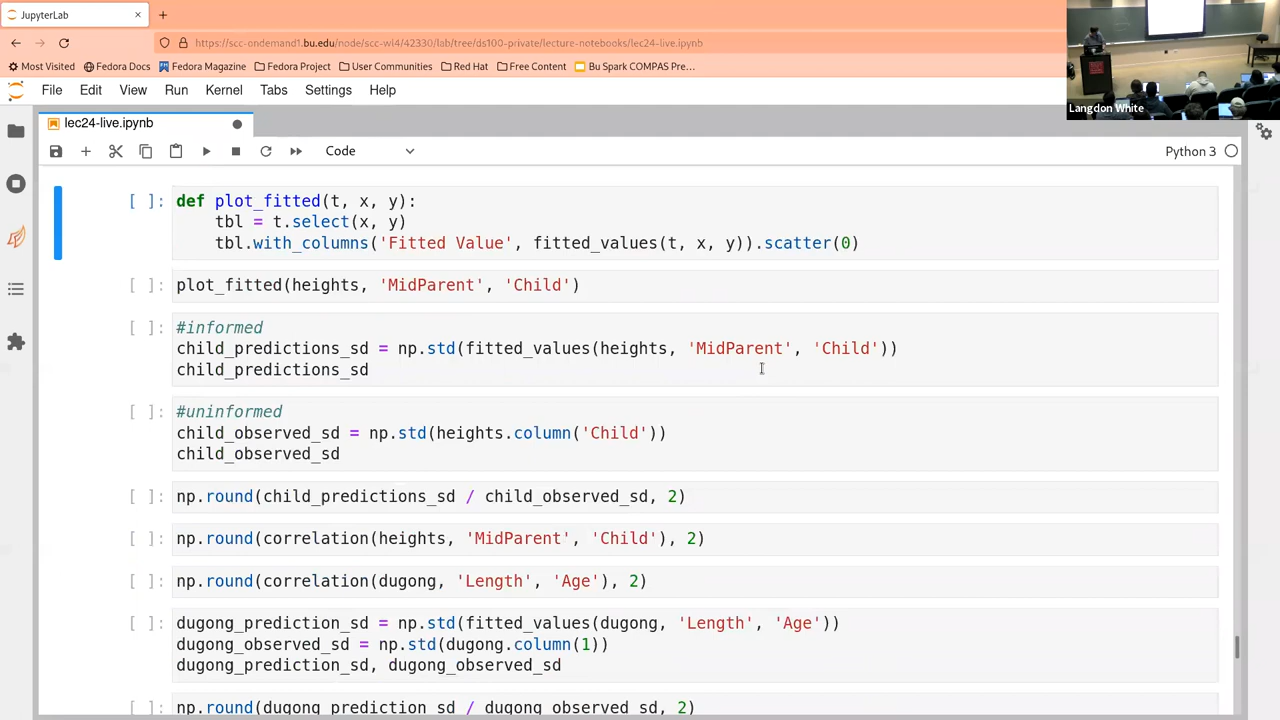 JupyterLab
https://scc-ondemand1.bu.edu/node/scc-wl4/42330/lab/tree/ds100-private/lecture-notebooks/lec24-live.ipynb
Most Visited Fedora Docs Fedora Magazine Fedora Project User Communities Red Hat Free Content Bu Spark COMPAS Pre...
Langdon White
File Edit View Run Kernel Tabs Settings Help
lec24-live.ipynb
Code Python 3
[ ]: def plot_fitted(t, x, y):
tbl = t.select(x, y)
tbl.with_columns('Fitted Value', fitted_values(t, x, y)).scatter(0)
[ ]: plot_fitted(heights, 'MidParent', 'Child')
[ ]: #informed
child_predictions_sd = np.std(fitted_values(heights, 'MidParent', 'Child'))
child_predictions_sd
[ ]: #uninformed
child_observed_sd = np.std(heights.column('Child'))
child_observed_sd
[ ]: np.round(child_predictions_sd / child_observed_sd, 2)
[ ]: np.round(correlation(heights, 'MidParent', 'Child'), 2)
[ ]: np.round(correlation(dugong, 'Length', 'Age'), 2)
[ ]: dugong_prediction_sd = np.std(fitted_values(dugong, 'Length', 'Age'))
dugong_observed_sd = np.std(dugong.column(1))
dugong_prediction_sd, dugong_observed_sd
[ ]: np.round(dugong_prediction_sd / dugong_observed_sd, 2)